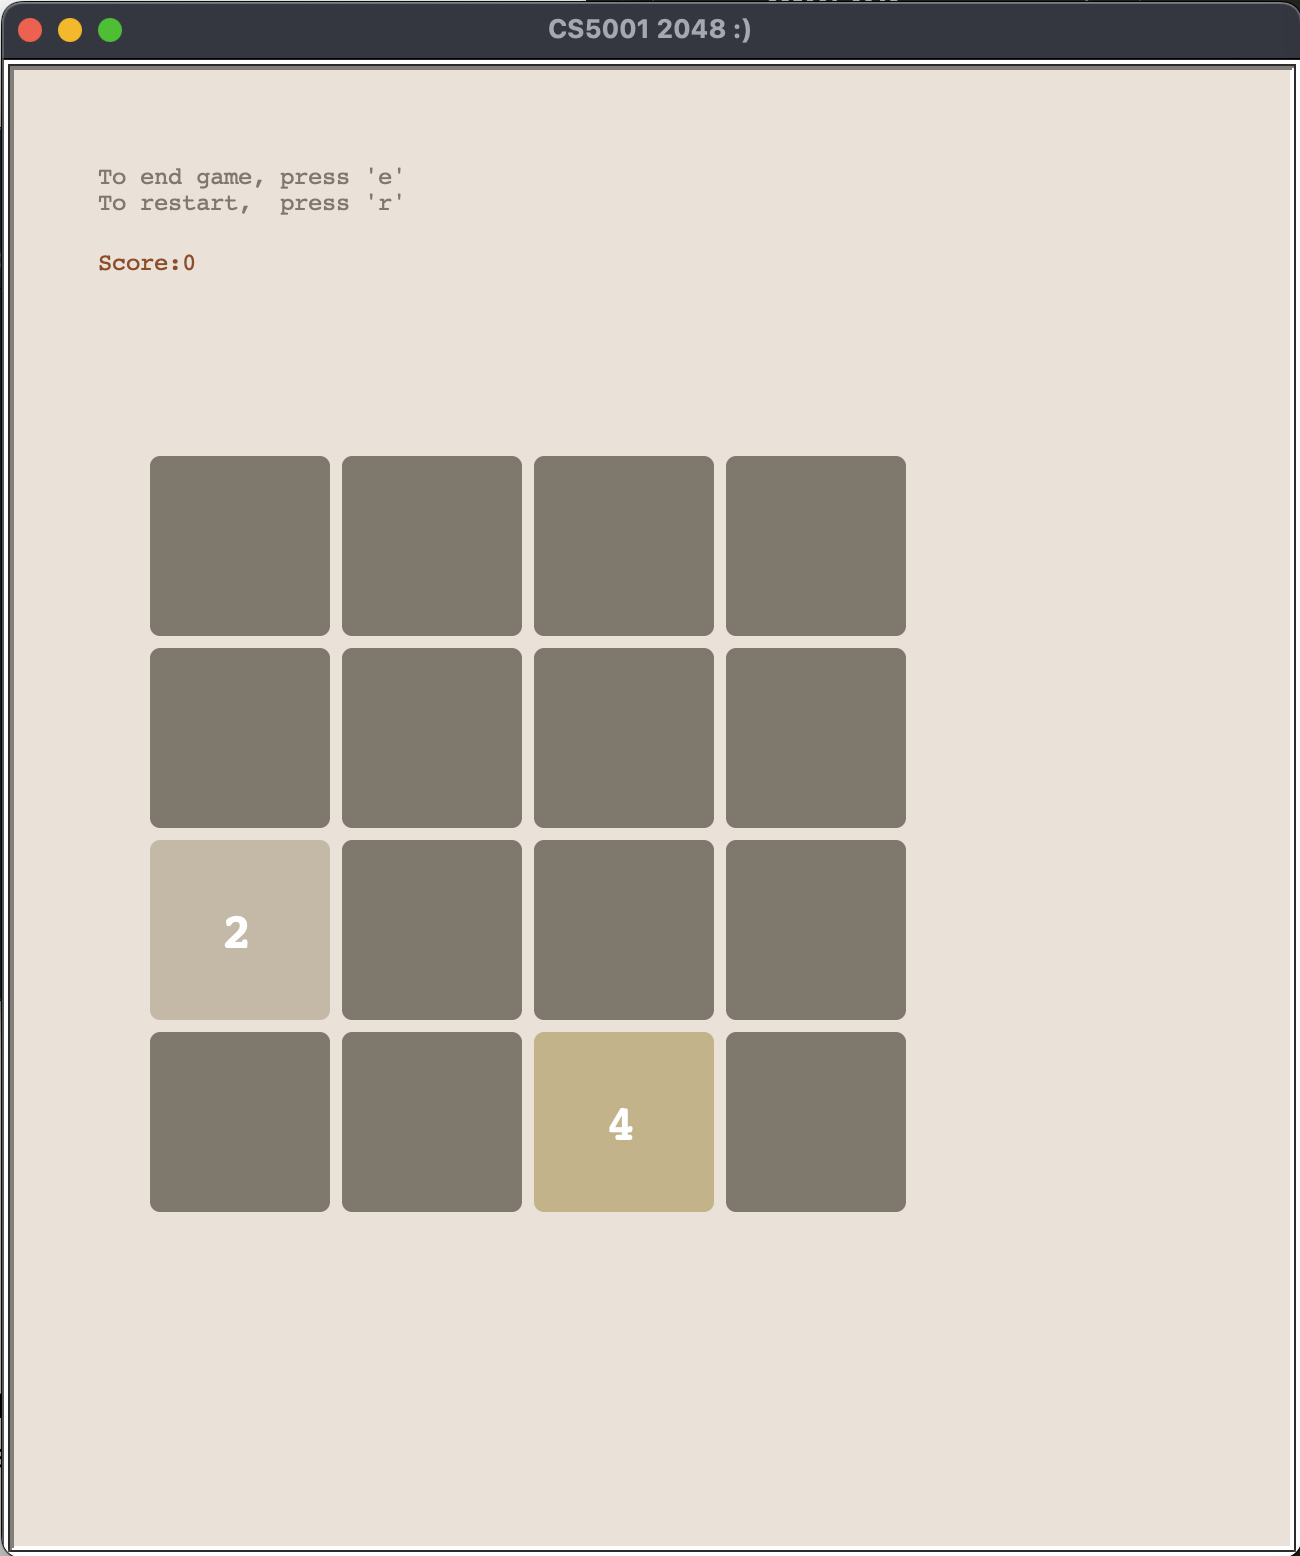 CS5001 2048 :)
To end game, press 'e'
To restart,  press 'r'
Score:0
2
4